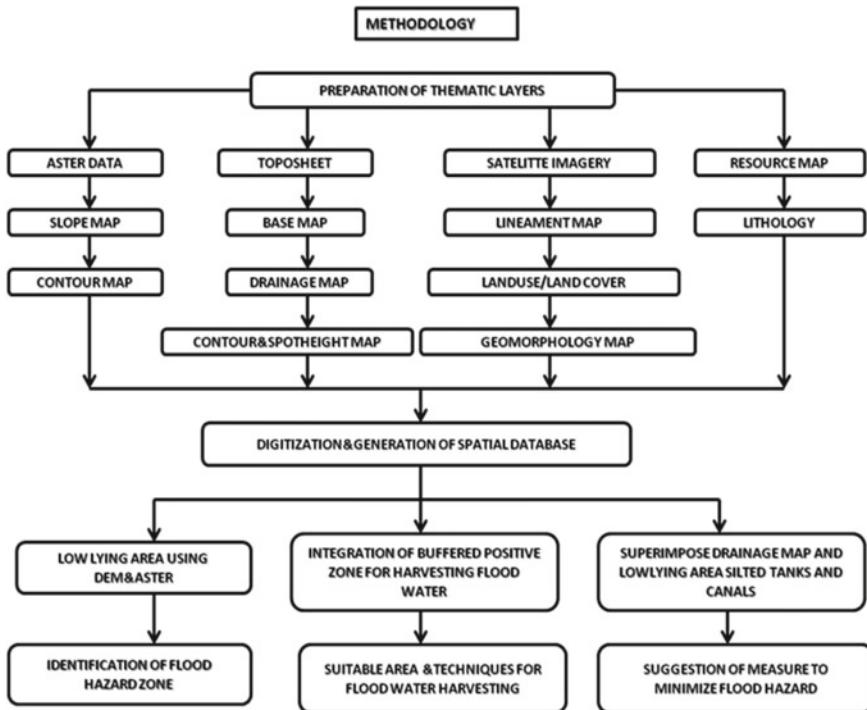 METHODOLOGY
PREPARATION OF THEMATIC LAYERS
ASTER DATA
TOPOSHEET
SATELITTE IMAGERY
RESOURCE MAP
SLOPE MAP
BASE MAP
LINEAMENT MAP
LITHOLOGY
CONTOUR MAP
DRAINAGE MAP
LANDUSE/LAND COVER
CONTOUR&SPOTHEIGHT MAP
GEOMORPHOLOGY MAP
DIGITIZATION&GENERATION OF SPATIAL DATABASE
LOW LYING AREA USING
DEM&ASTER
INTEGRATION OF BUFFERED POSITIVE
ZONE FOR HARVESTING FLOOD
WATER
SUPERIMPOSE DRAINAGE MAP AND
LOWLYING AREA SILTED TANKS AND
CANALS
IDENTIFICATION OF FLOOD
HAZARD ZONE
SUITABLE AREA &TECHNIQUES FOR
FLOOD WATER HARVESTING
SUGGESTION OF MEASURE TO
MINIMIZE FLOOD HAZARD